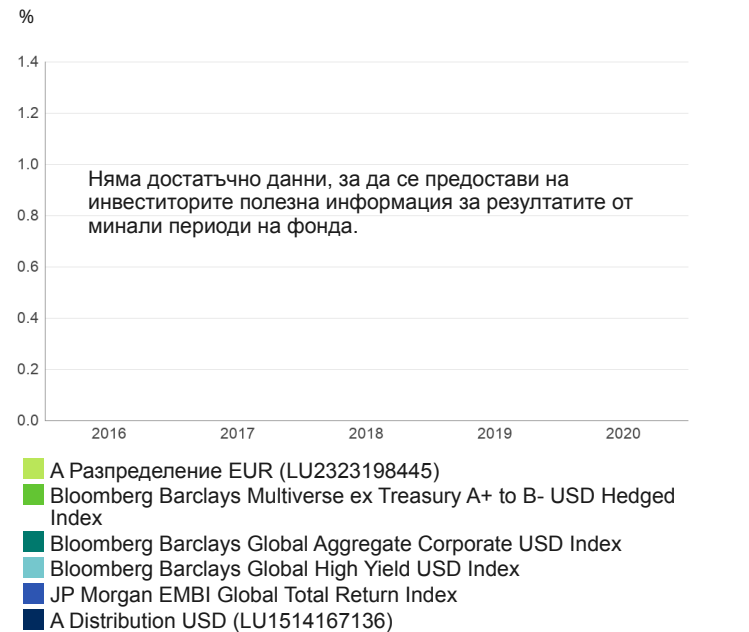 %
1.4
1.2
1.0
Няма достатъчно данни, за да се предостави на
инвеститорите полезна информация за резултатите от
0.8
минали периоди на фонда.
0.6
0.4
0.2
0.0
2016 2017 2018 2019 2020
А Разпределение EUR (LU2323198445)
Bloomberg Barclays Multiverse ex Treasury A+ to B- USD Hedged
Index
Bloomberg Barclays Global Aggregate Corporate USD Index
Bloomberg Barclays Global High Yield USD Index
JP Morgan EMBI Global Total Return Index
A Distribution USD (LU1514167136)